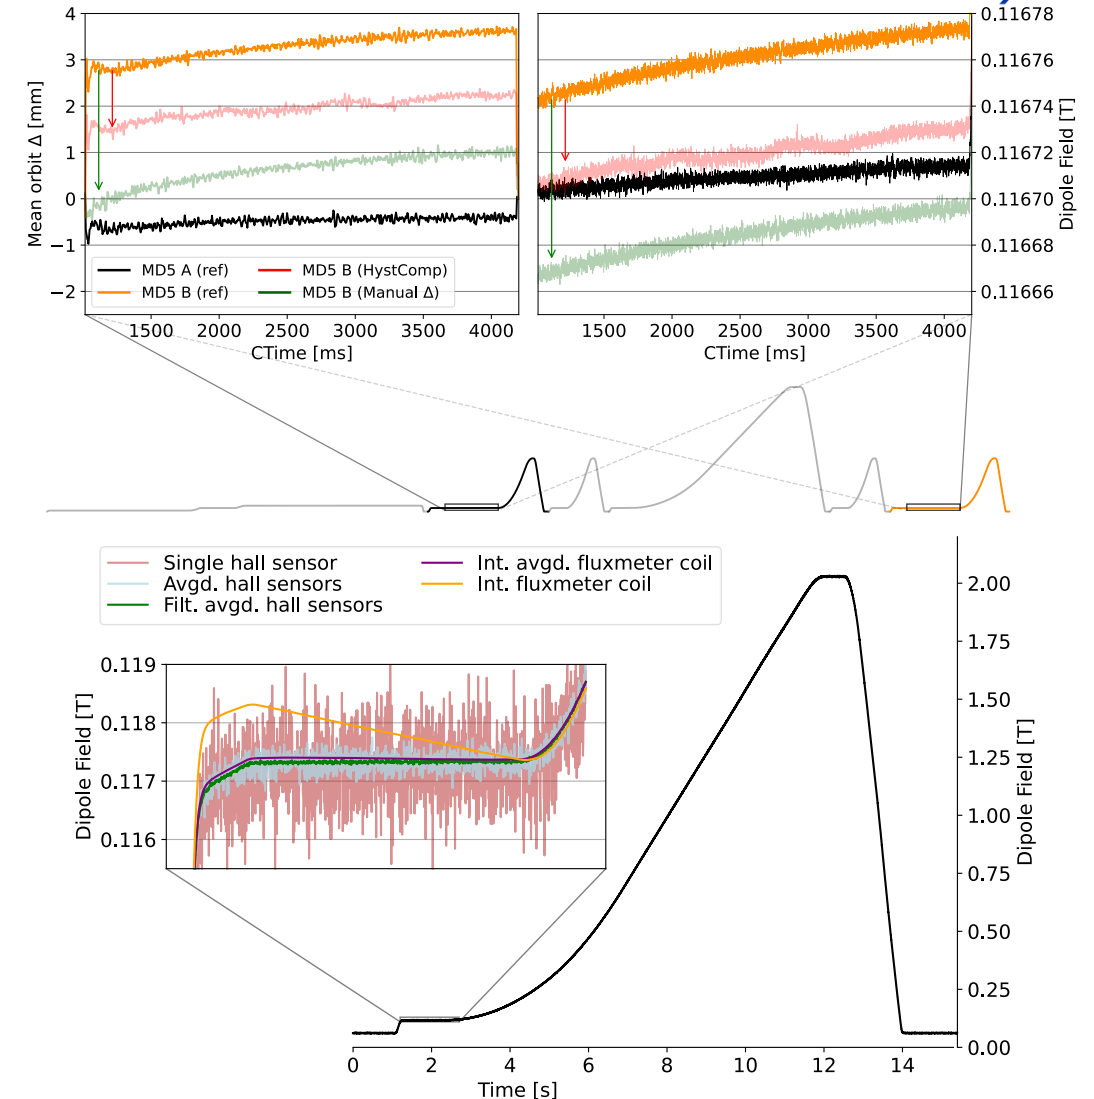 4
3
2
1
0
−1
−2
Mean orbit Δ [mm]
MD5 A (ref)
MD5 B (ref)
MD5 B (HystComp)
MD5 B (Manual Δ)
1500 2000 2500 3000 3500 4000
CTime [ms]
0.11678
0.11676
0.11674
0.11672
0.11670
0.11668
0.11666
Dipole Field [T]
1500 2000 2500 3000 3500 4000
CTime [ms]
Single hall sensor
Avgd. hall sensors
Filt. avgd. hall sensors
Int. avgd. fluxmeter coil
Int. fluxmeter coil
0.119
0.118
0.117
0.116
Dipole Field [T]
2.00
1.75
1.50
1.25
1.00
0.75
0.50
0.25
0.00
Dipole Field [T]
0 2 4 6 8 10 12 14
Time [s]